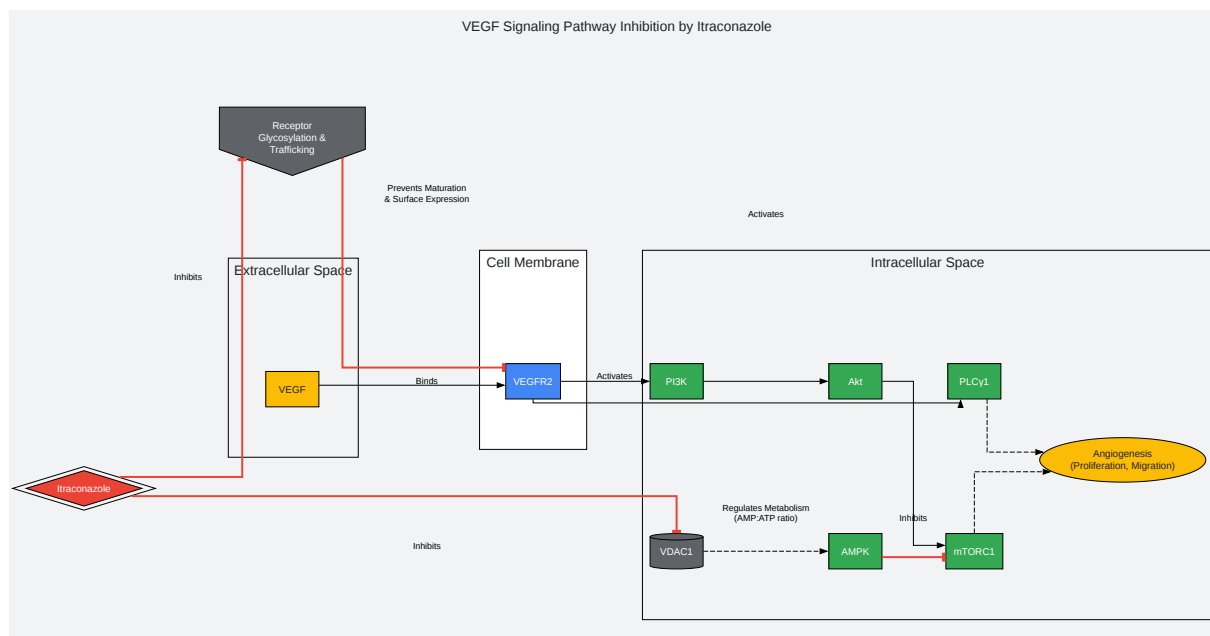 VEGF Signaling Pathway Inhibition by Itraconazole
Receptor
Glycosylation &
Trafficking
Prevents Maturation
& Surface Expression
Activates
Inhibits
Extracellular Space
Cell Membrane
Intracellular Space
VEGF
Binds
VEGFR2
Activates
PI3K
Akt
PLCγ1
Angiogenesis
(Proliferation, Migration)
Itraconazole
Regulates Metabolism
(AMP:ATP ratio)
Inhibits
Inhibits
VDAC1
AMPK
mTORC1